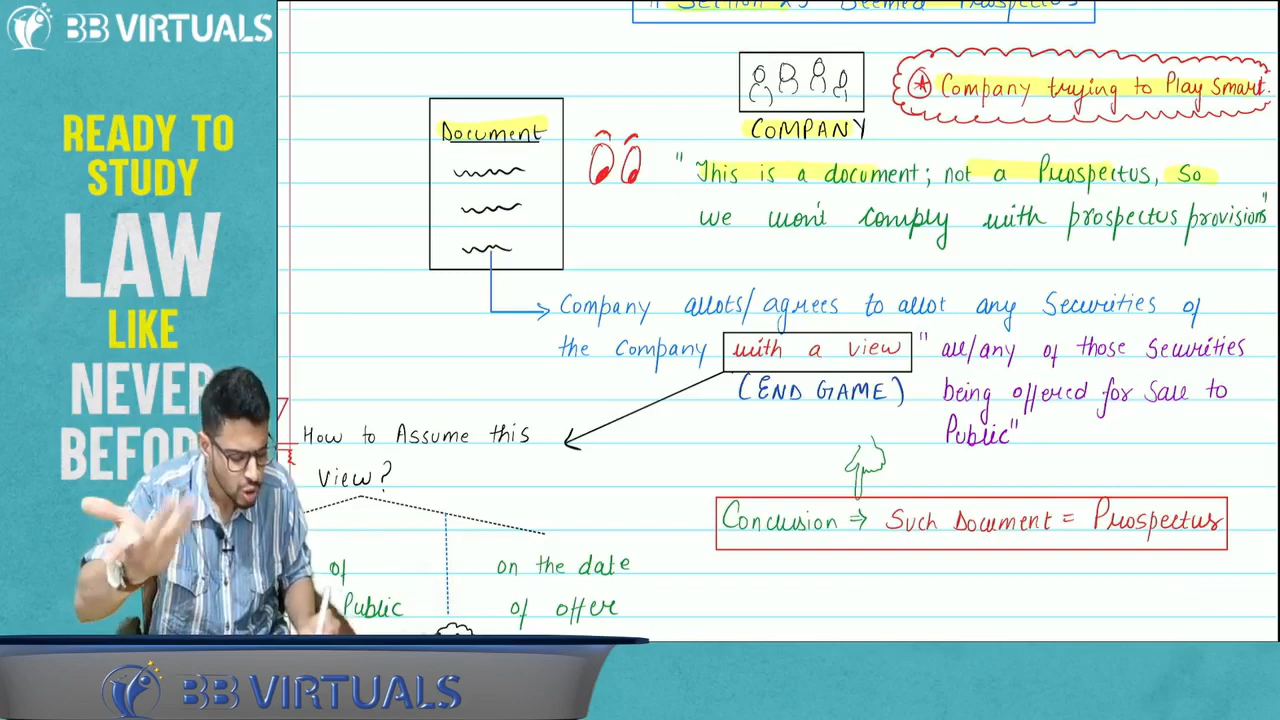 BB VIRTUALS
READY TO
STUDY
LAW
LIKE
NEVER
BEFO
Section 25 Deemed Prospectus
COMPANY
Company trying to Play Smart.
Document
"This is a document; not a Prospectus, So
we won't comply with prospectus provisions"
Company allots/agrees to allot any Securities of
the Company with a view "all/any of those Securities
(END GAME) being offered for Sale to
Public"
How to Assume this
View?
Conclusion ⇒ Such Document = Prospectus
of
Public
on the date
of offer
BB VIRTUALS